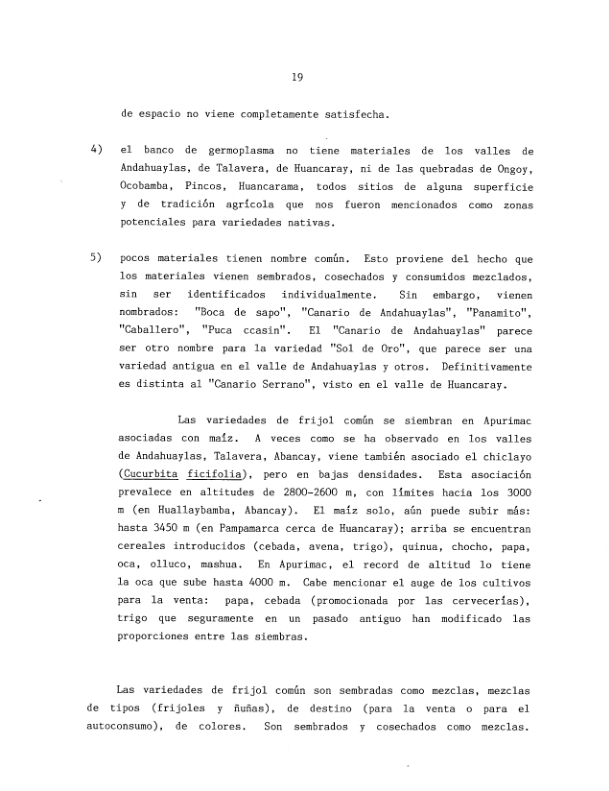 19
de espacio no viene completamente satisfecha.
4) el banco de germoplasma no tiene materiales de los valles de
Andahuaylas, de Talavera, de Huancaray, ni de las quebradas de Ongoy,
Ocobamba, Pincos, Huancarama, todos sitios de alguna superficie
y de tradición agrícola que nos fueron mencionados como zonas
potenciales para variedades nativas.
5) pocos materiales tienen nombre común. Esto proviene del hecho que
los materiales vienen sembrados, cosechados y consumidos mezclados,
sin ser identificados individualmente. Sin embargo, vienen
nombrados: "Boca de sapo", "Canario de Andahuaylas", "Panamito",
"Caballero", "Puca ccasin". El "Canario de Andahuaylas" parece
ser otro nombre para la variedad "Sol de Oro", que parece ser una
variedad antigua en el valle de Andahuaylas y otros. Definitivamente
es distinta al "Canario Serrano", visto en el valle de Huancaray.
Las variedades de frijol común se siembran en Apurimac
asociadas con maíz. A veces como se ha observado en los valles
de Andahuaylas, Talavera, Abancay, viene también asociado el chiclayo
(Cucurbita ficifolia), pero en bajas densidades. Esta asociación
prevalece en altitudes de 2800-2600 m, con límites hacia los 3000
m (en Huallaybamba, Abancay). El maíz solo, aún puede subir más:
hasta 3450 m (en Pampamarca cerca de Huancaray); arriba se encuentran
cereales introducidos (cebada, avena, trigo), quinua, chocho, papa,
oca, olluco, mashua. En Apurimac, el record de altitud lo tiene
la oca que sube hasta 4000 m. Cabe mencionar el auge de los cultivos
para la venta: papa, cebada (promocionada por las cervecerías),
trigo que seguramente en un pasado antiguo han modificado las
proporciones entre las siembras.
Las variedades de frijol común son sembradas como mezclas, mezclas
de tipos (frijoles y ñuñas), de destino (para la venta o para el
autoconsumo), de colores. Son sembrados y cosechados como mezclas.